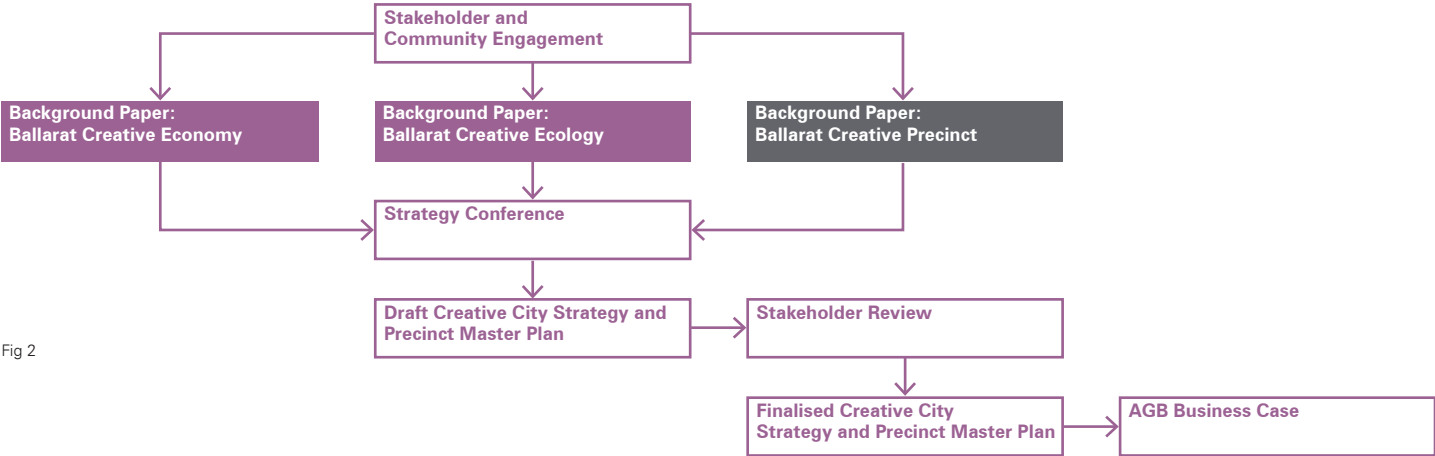 Stakeholder and
Community Engagement
Background Paper:
Ballarat Creative Economy
Background Paper:
Ballarat Creative Ecology
Background Paper:
Ballarat Creative Precinct
Strategy Conference
Draft Creative City Strategy and
Precinct Master Plan
Stakeholder Review
Fig 2
Finalised Creative City
Strategy and Precinct Master Plan
AGB Business Case